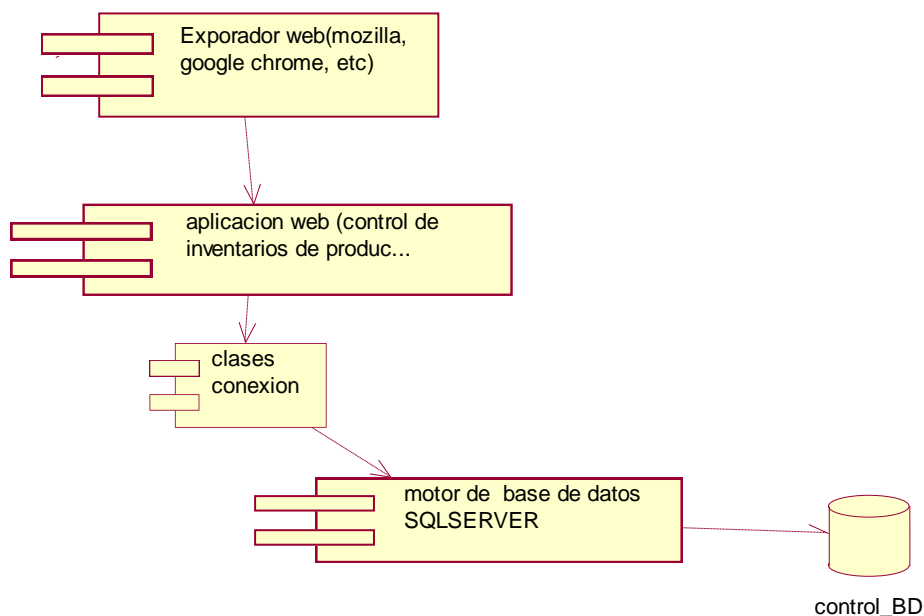 Exporador web(mozilla,
google chrome, etc)
aplicacion web (control de
inventarios de produc...
clases
conexion
motor de base de datos
SQLSERVER
control_BD